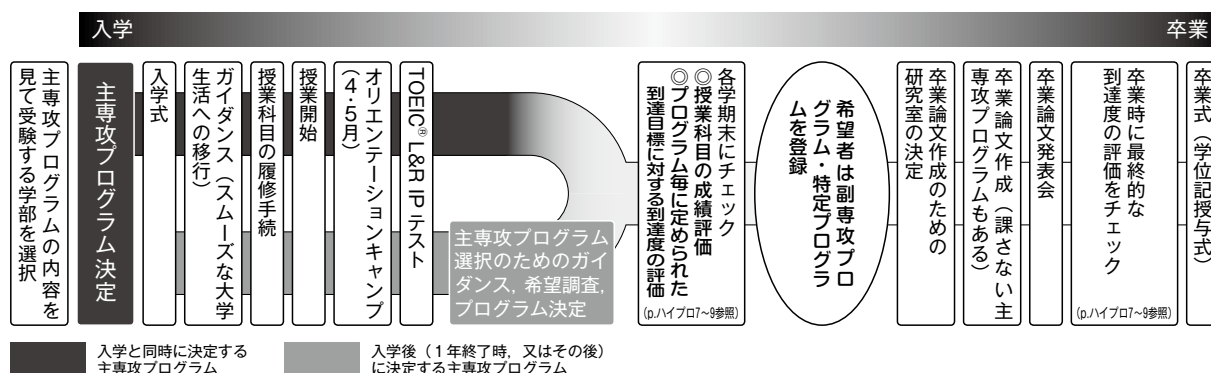 入学
卒業
主専攻プログラムの内容を
見て受験する学部を選択
主専攻プログラム決定
入学式
ガイダンス（スムーズな大学
生活への移行）
授業科目の履修手続
授業開始
オリエンテーションキャンプ
（4・5月）
TOEIC® L&R IP テスト
主専攻プログラム
選択のためのガイ
ダンス，希望調査，
プログラム決定
各学期末にチェック
◎授業科目の成績評価
◎プログラム毎に定められた
到達目標に対する到達度の評価
(p.ハイプロ7〜9参照)
希望者は副専攻プロ
グラム・特定プログラ
ムを登録
卒業論文作成のための
研究室の決定
卒業論文作成（課さない主
専攻プログラムもある）
卒業論文発表会
卒業時に最終的な
到達度の評価をチェック
(p.ハイプロ7〜9参照)
卒業式（学位記授与式）
入学と同時に決定する
主専攻プログラム
入学後（１年終了時，又はその後）
に決定する主専攻プログラム